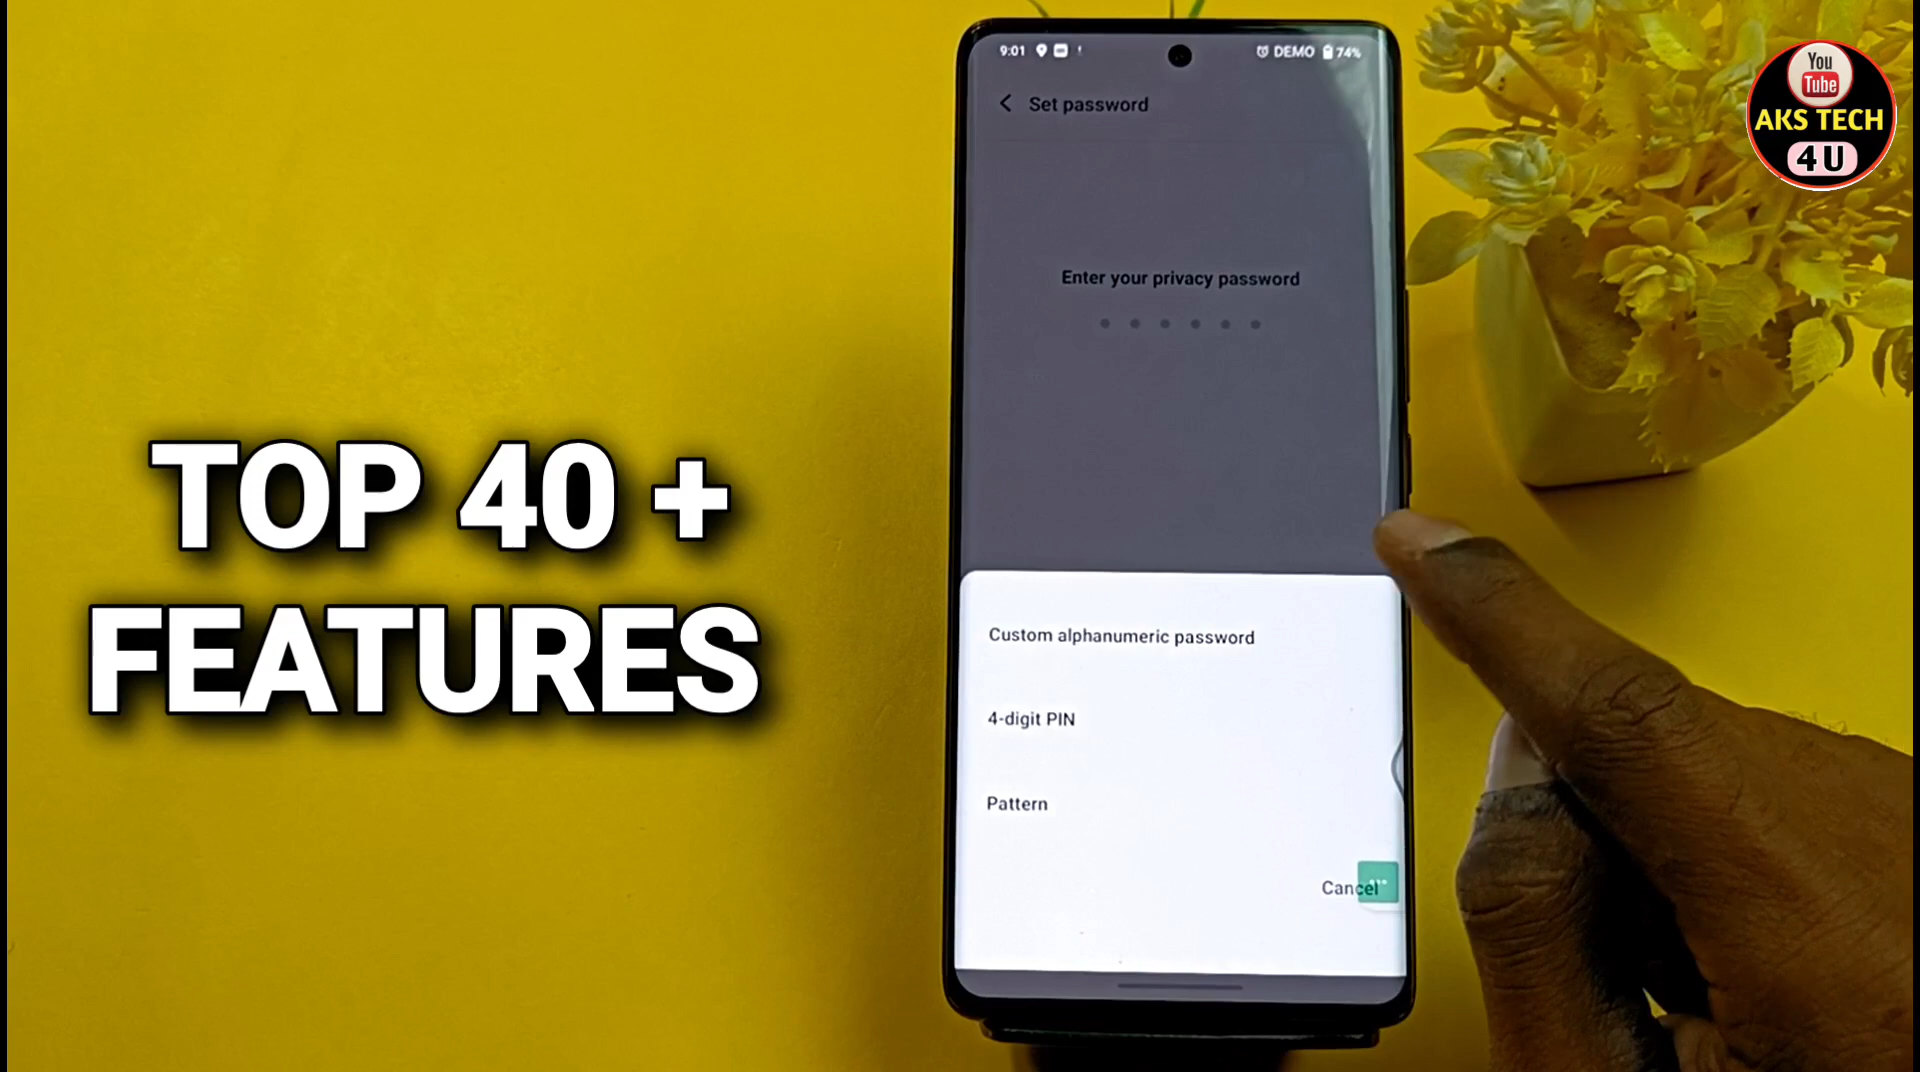 9:01
DEMO 74%
Set password
Enter your privacy password
Custom alphanumeric password
4-digit PIN
Pattern
Cancel
TOP 40 +
FEATURES
You
Tube
AKS TECH
4 U